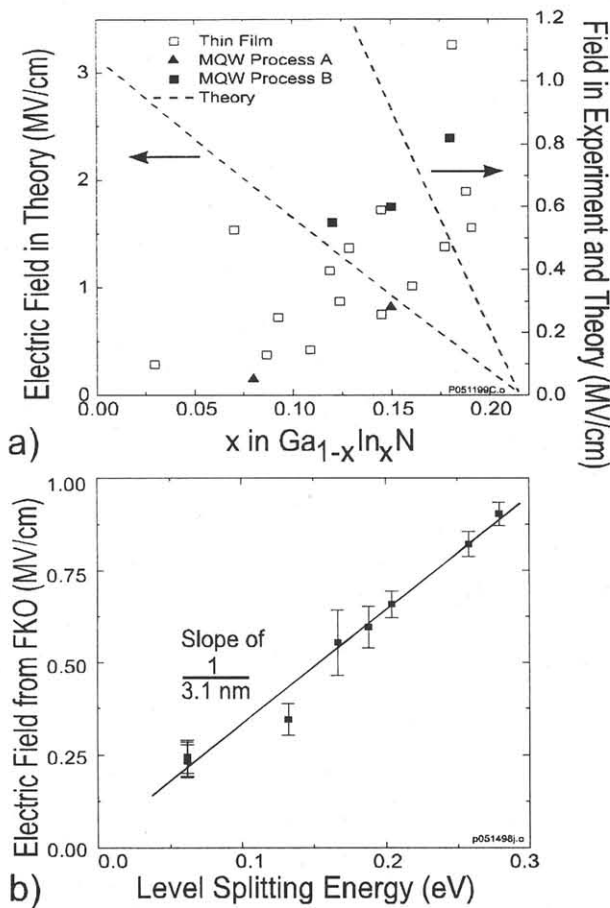 Thin Film
MQW Process A
MQW Process B
Theory
3
2
1
0
1.2
1.0
0.8
0.6
0.4
0.2
0.0
0.00 0.05 0.10 0.15 0.20
Electric Field in Theory (MV/cm)
Field in Experiment and Theory (MV/cm)
P051199C.o
a)
x in Ga1-xInxN
1.00
0.75
0.50
0.25
0.00
Electric Field from FKO (MV/cm)
Slope of
1
3.1 nm
p051498j.o
0.0 0.1 0.2 0.3
b)
Level Splitting Energy (eV)